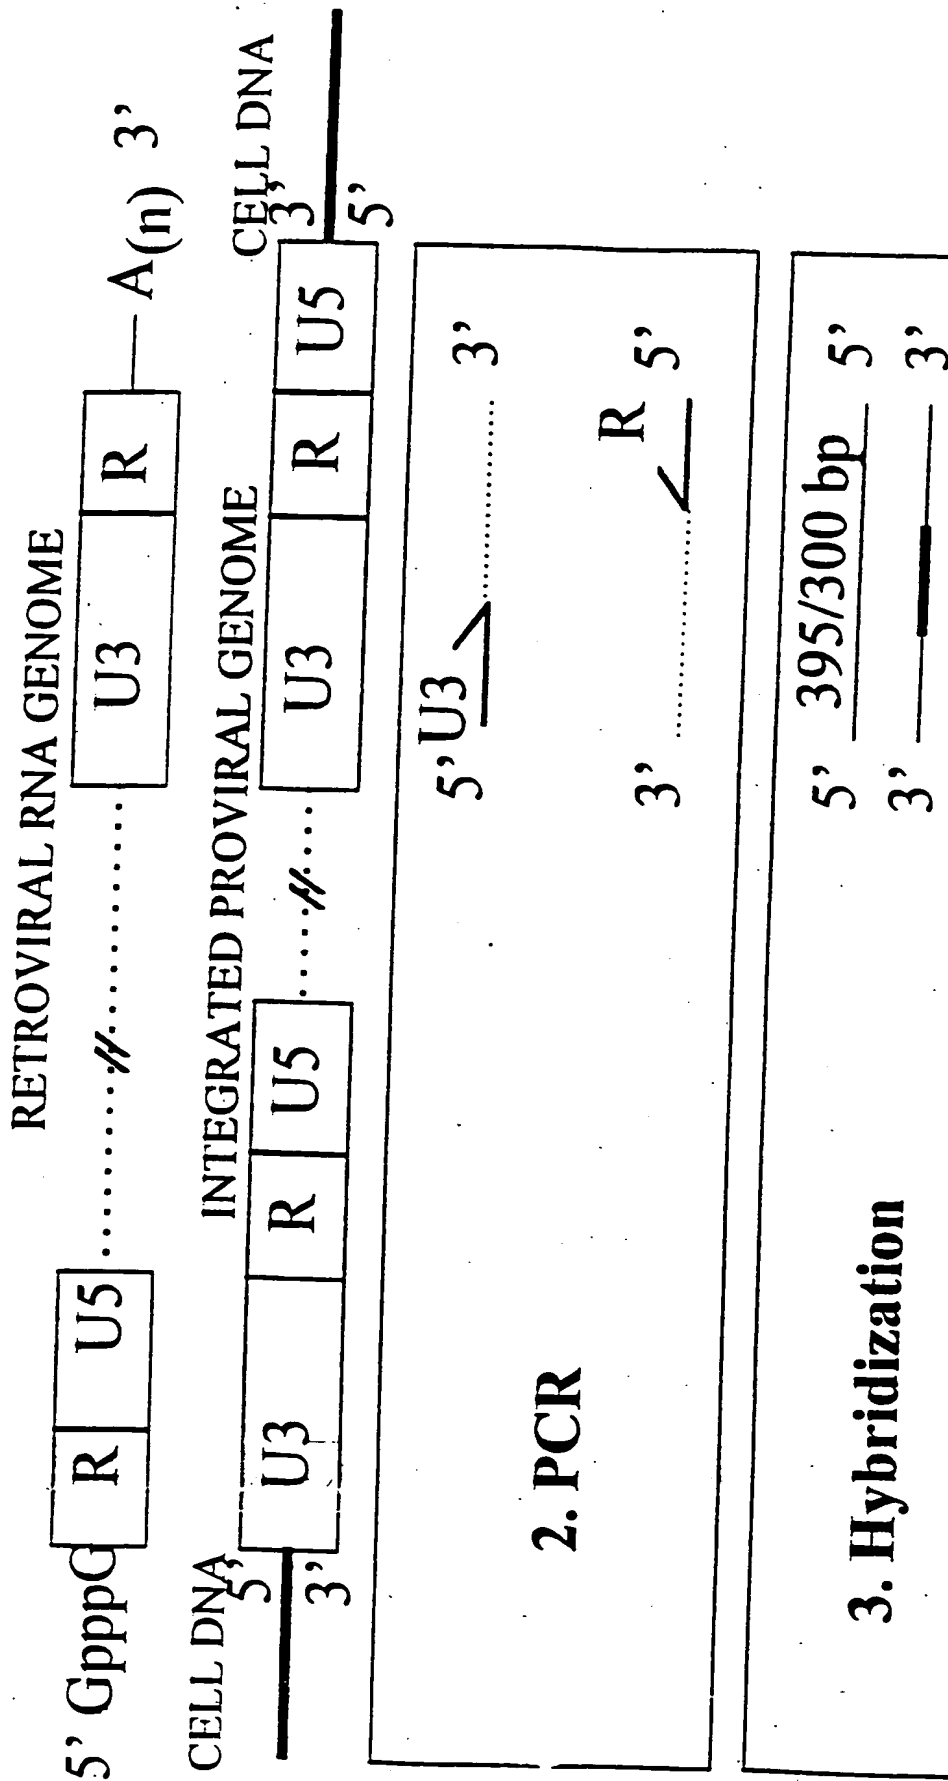 RETROVIRAL RNA GENOME
5' GpppG R U5 U3 R A(n) 3'
INTEGRATED PROVIRAL GENOME
CELL DNA CELL DNA
5' 3'
U3 R U5 U3 R U5
3' 5'
5' U3 3'
2. PCR
R
3' 5'
395/300 bp
5' 5'
3. Hybridization
3' 3'